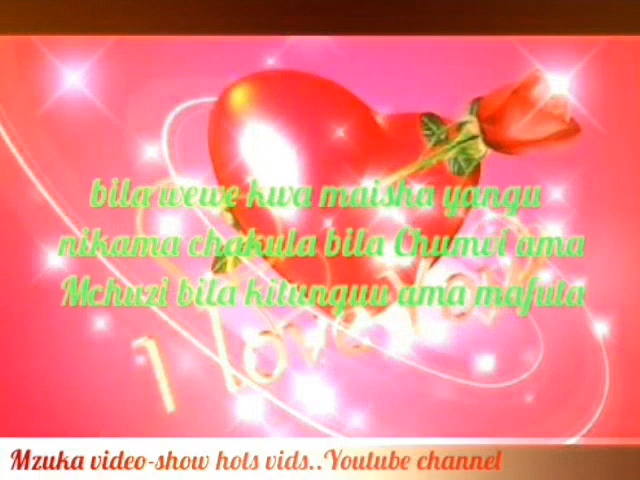 bila wewe kwa maisha yangu
nikama chakula bila Chumvi ama
Mchuzi bila kitunguu ama mafuta
I Love You
Mzuka video-show hots vids..Youtube channel